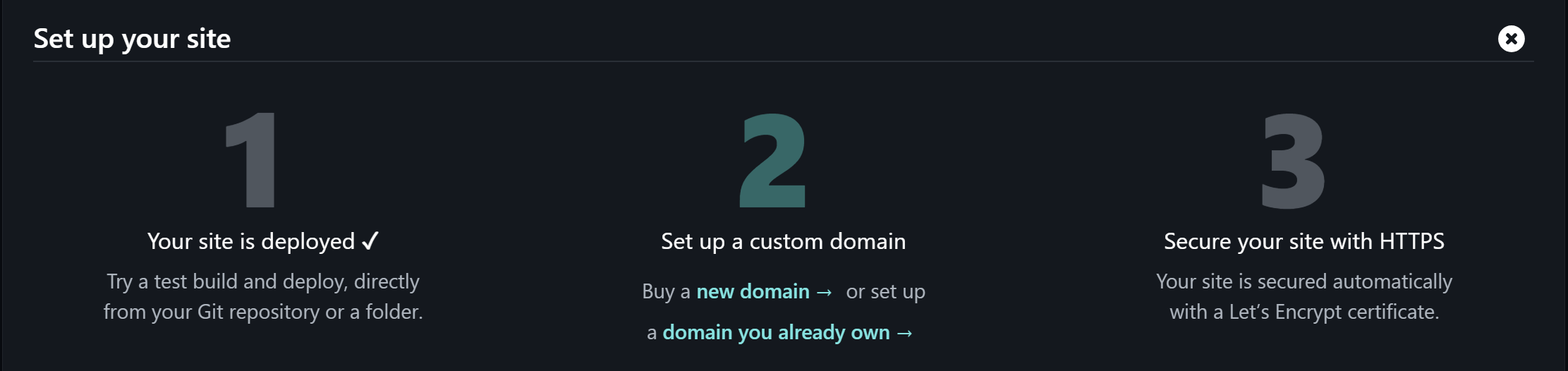 Set up your site
1
Your site is deployed ✓
Try a test build and deploy, directly
from your Git repository or a folder.
2
Set up a custom domain
Buy a new domain → or set up
a domain you already own →
3
Secure your site with HTTPS
Your site is secured automatically
with a Let’s Encrypt certificate.